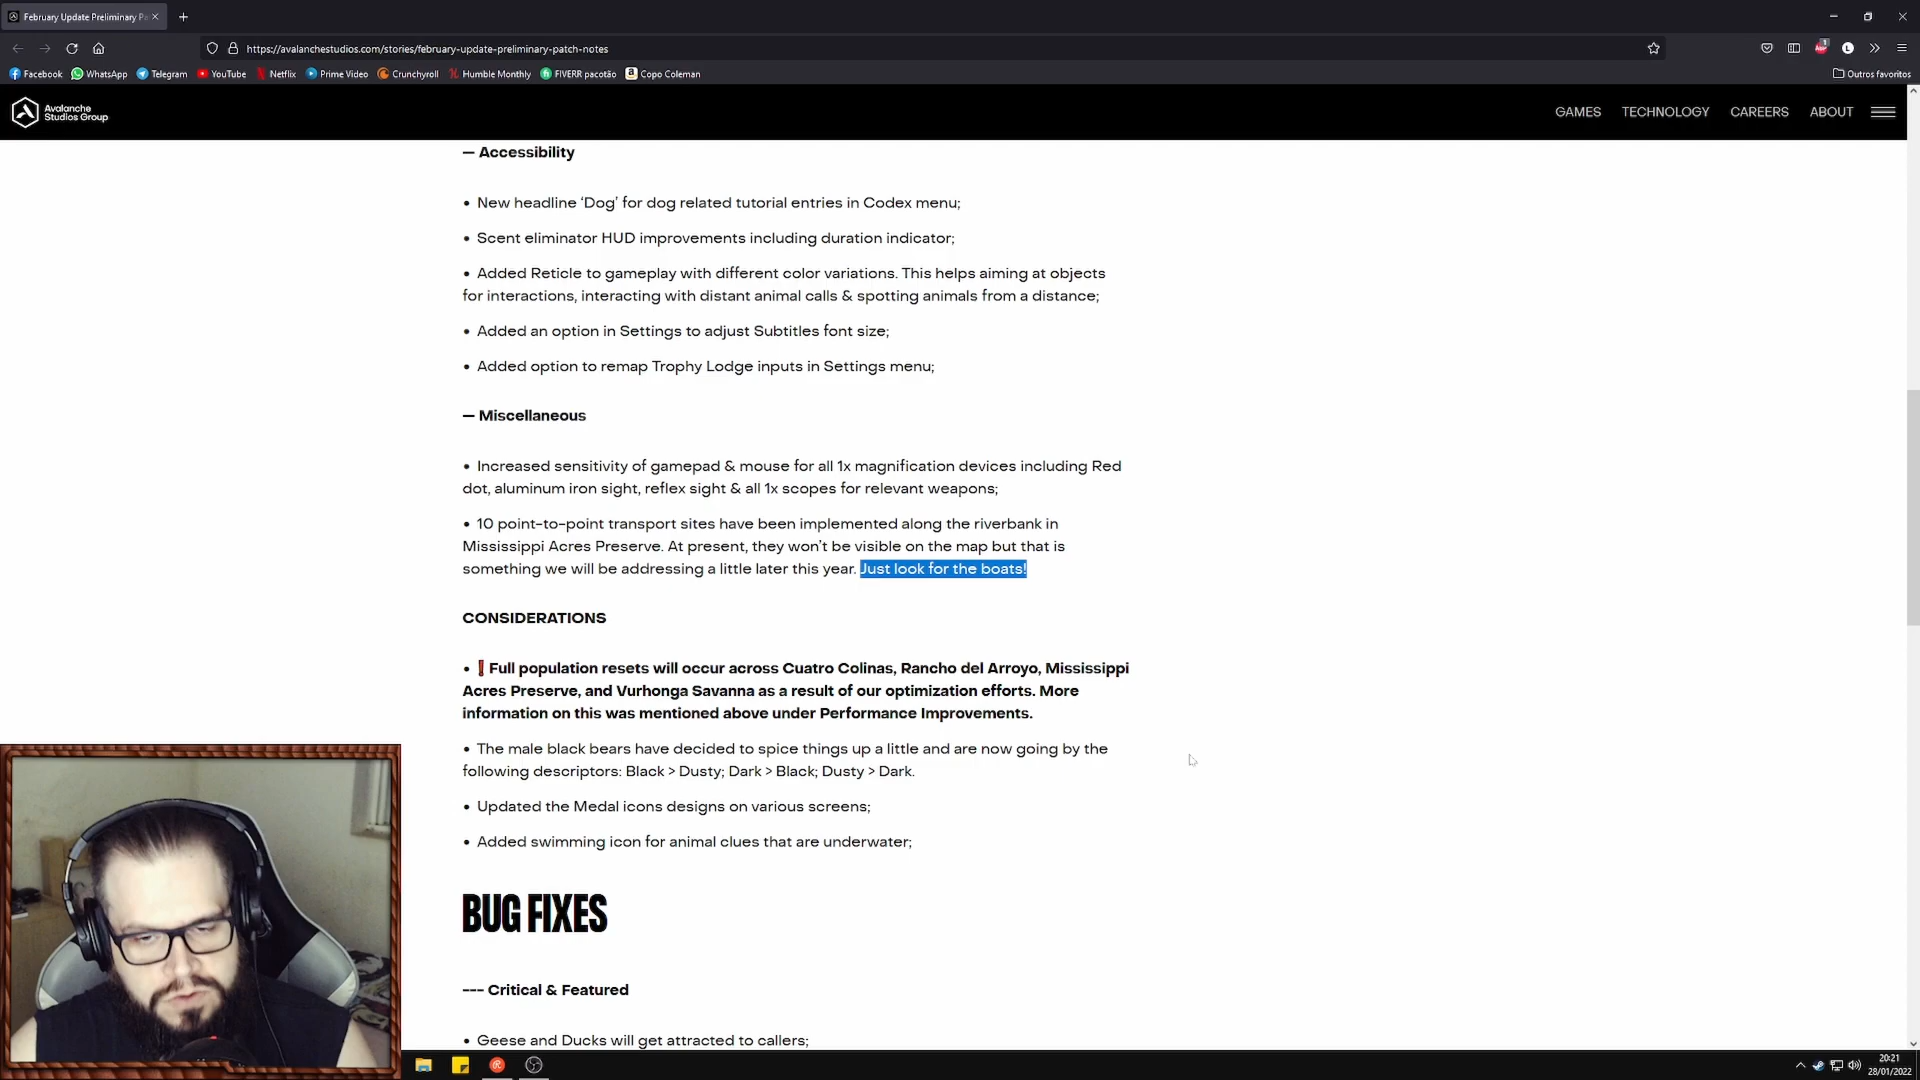 February Update Preliminary Pa
https://avalanchestudios.com/stories/february-update-preliminary-patch-notes
Facebook WhatsApp Telegram YouTube Netflix Prime Video Crunchyroll Humble Monthly FIVERR pacotão Copo Coleman Outros favoritos
Avalanche
Studios Group
GAMES TECHNOLOGY CAREERS ABOUT
— Accessibility
• New headline ‘Dog’ for dog related tutorial entries in Codex menu;
• Scent eliminator HUD improvements including duration indicator;
• Added Reticle to gameplay with different color variations. This helps aiming at objects
for interactions, interacting with distant animal calls & spotting animals from a distance;
• Added an option in Settings to adjust Subtitles font size;
• Added option to remap Trophy Lodge inputs in Settings menu;
— Miscellaneous
• Increased sensitivity of gamepad & mouse for all 1x magnification devices including Red
dot, aluminum iron sight, reflex sight & all 1x scopes for relevant weapons;
• 10 point-to-point transport sites have been implemented along the riverbank in
Mississippi Acres Preserve. At present, they won’t be visible on the map but that is
something we will be addressing a little later this year. Just look for the boats!
CONSIDERATIONS
• ❗Full population resets will occur across Cuatro Colinas, Rancho del Arroyo, Mississippi
Acres Preserve, and Vurhonga Savanna as a result of our optimization efforts. More
information on this was mentioned above under Performance Improvements.
• The male black bears have decided to spice things up a little and are now going by the
following descriptors: Black > Dusty; Dark > Black; Dusty > Dark.
• Updated the Medal icons designs on various screens;
• Added swimming icon for animal clues that are underwater;
BUG FIXES
--- Critical & Featured
• Geese and Ducks will get attracted to callers;
20:21
28/01/2022